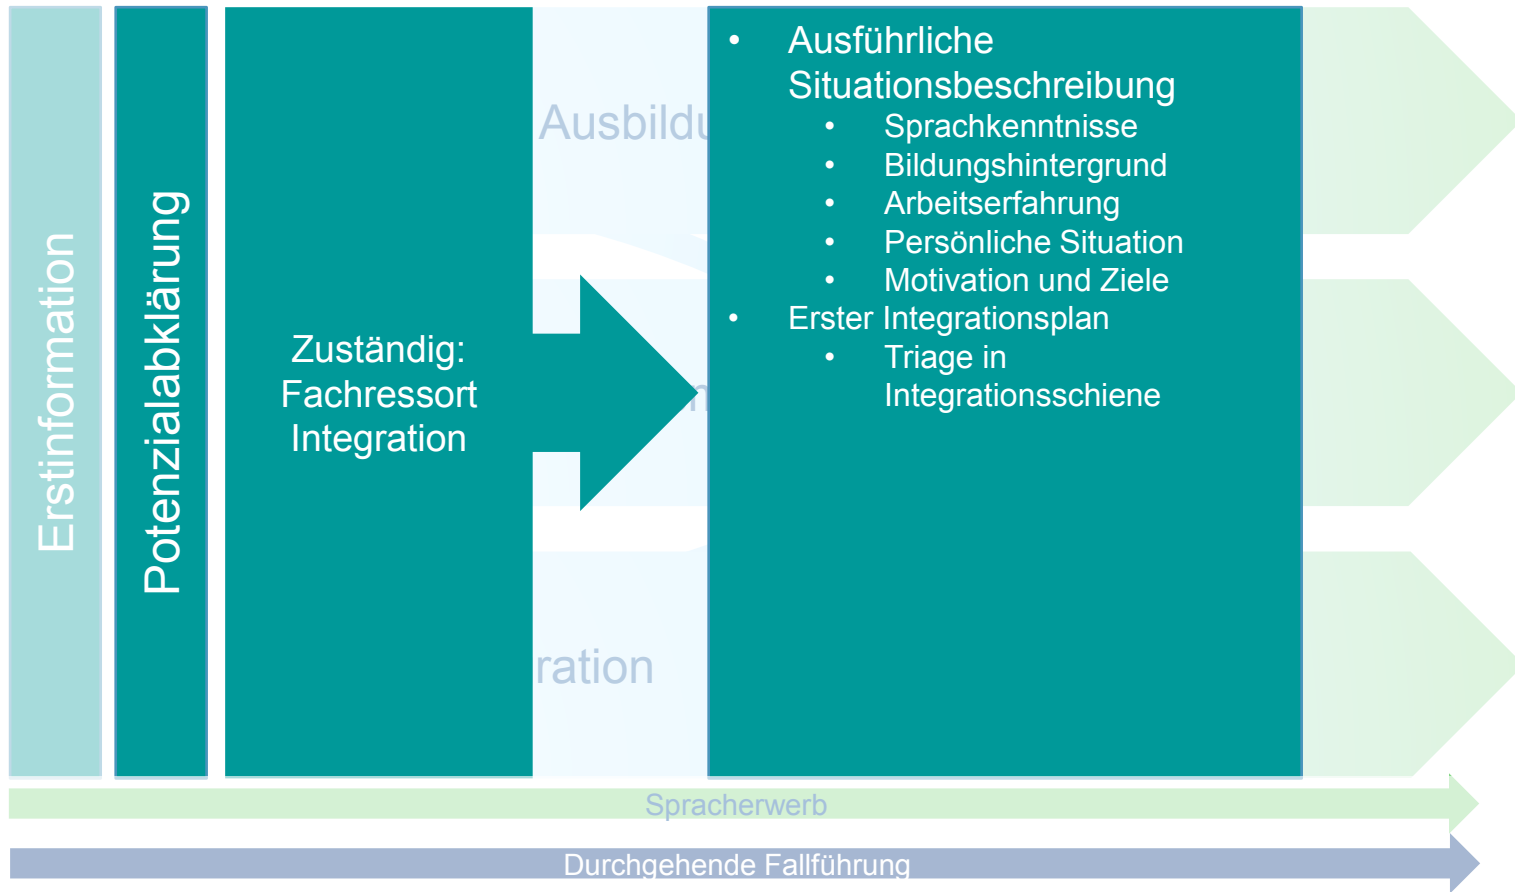 Erstinformation
Potenzialabklärung
Zuständig:
Fachressort
Integration
• Ausführliche
Situationsbeschreibung
• Sprachkenntnisse
• Bildungshintergrund
• Arbeitserfahrung
• Persönliche Situation
• Motivation und Ziele
• Erster Integrationsplan
• Triage in
Integrationsschiene
Ausbildu
ration
Spracherwerb
Durchgehende Fallführung